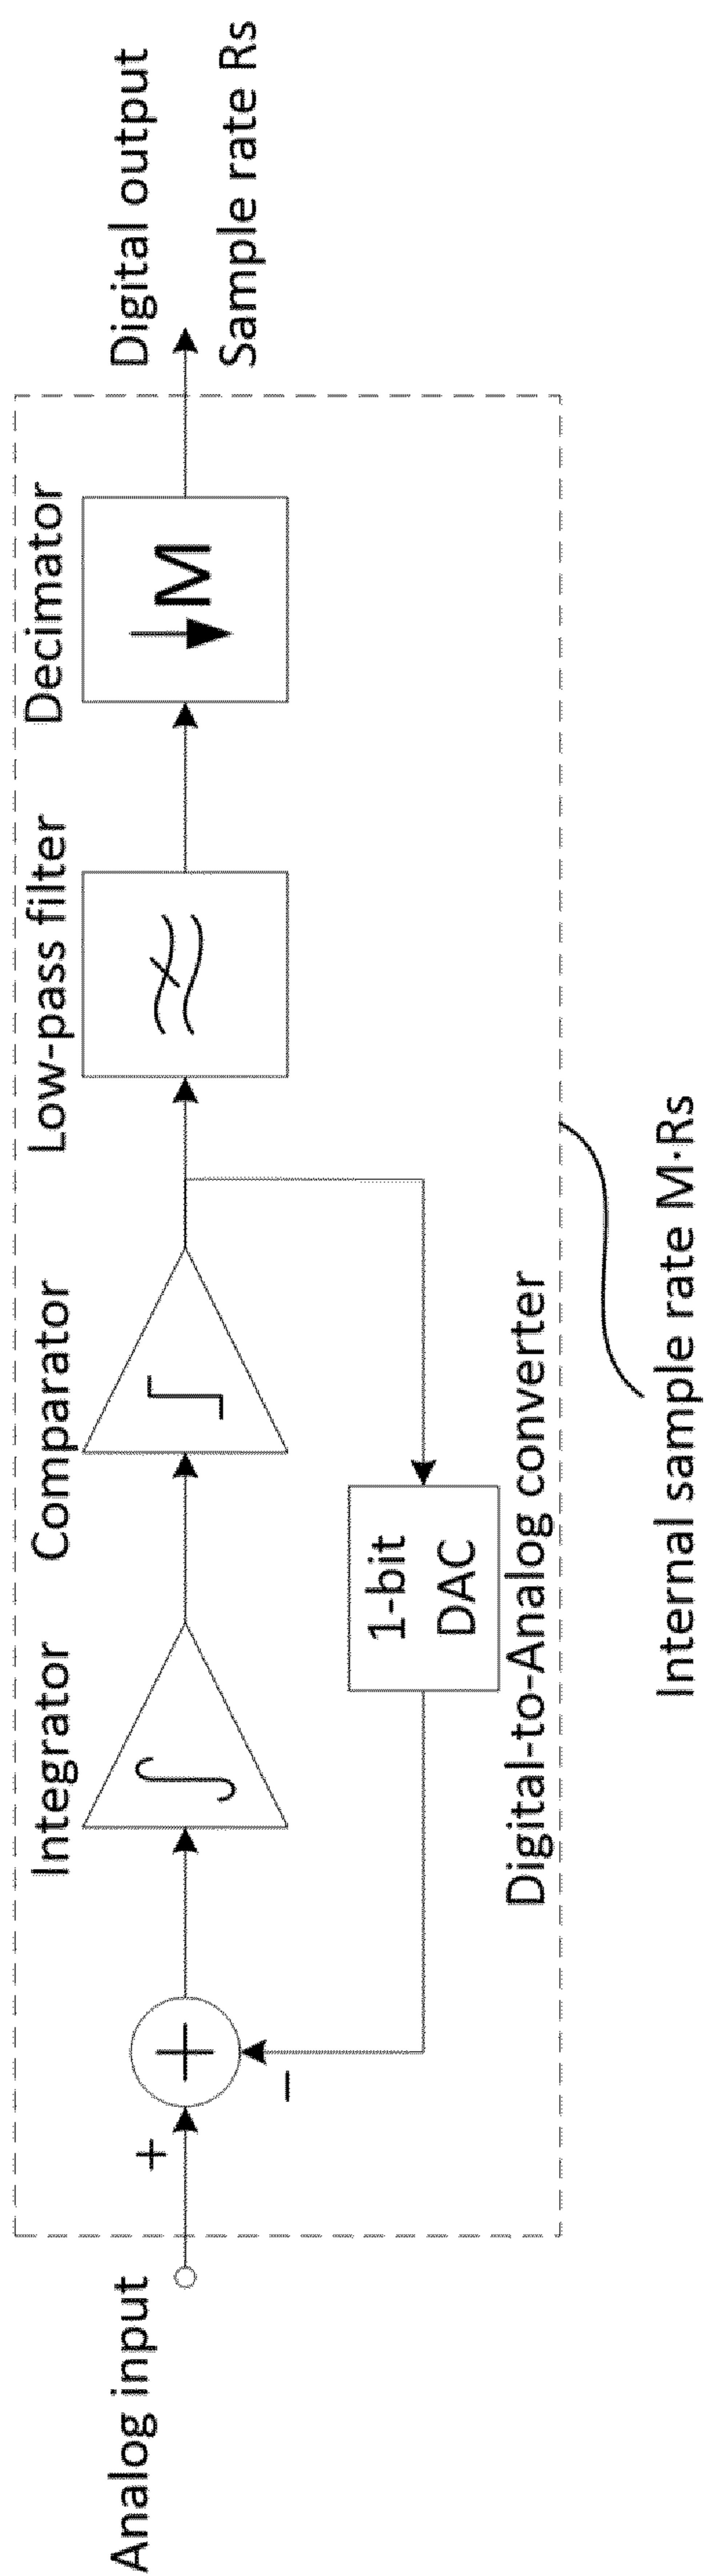 Analog input
+
−
+
Integrator
∫
Comparator
Low-pass filter
Decimator
↓M
Digital output
Sample rate Rs
1-bit
DAC
Digital-to-Analog converter
Internal sample rate M·Rs